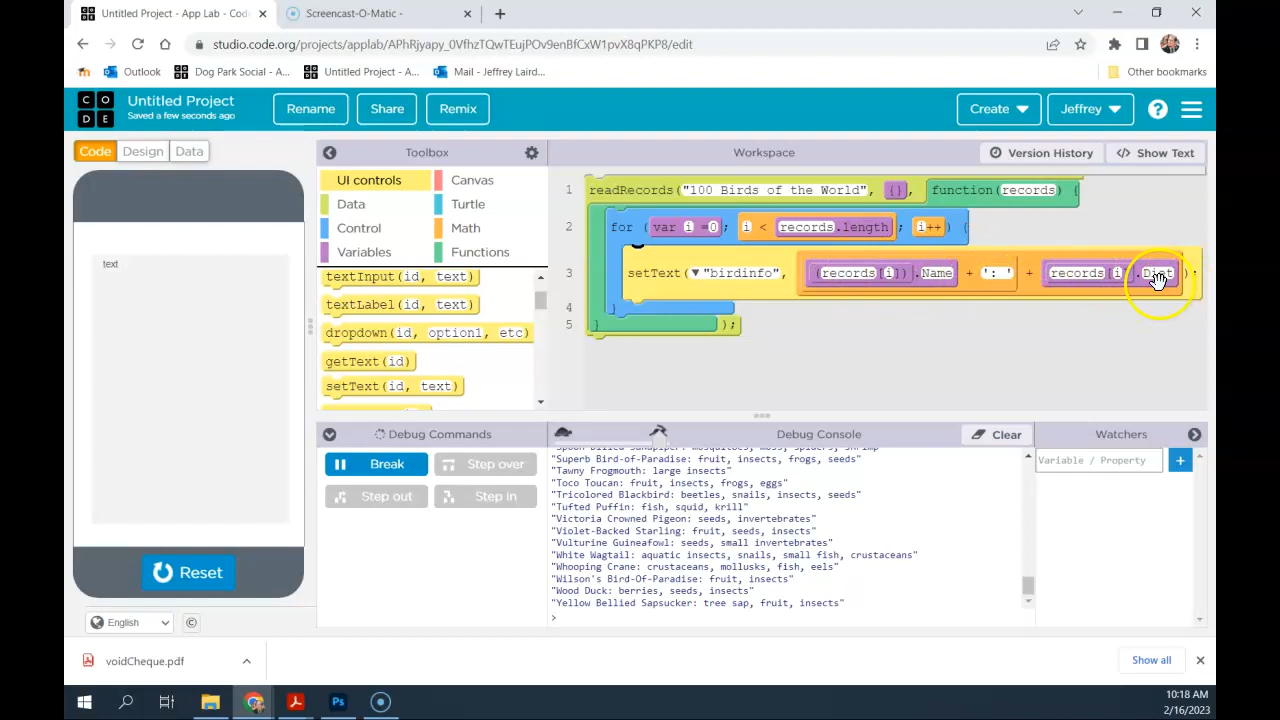 Untitled Project - App Lab - Cod
Screencast-O-Matic -
studio.code.org/projects/applab/APhRjyapy_0VfhzTQwTEujPOv9enBfCxW1pvX8qPKP8/edit
Outlook
Dog Park Social - A...
Untitled Project - A...
Mail - Jeffrey Laird...
Other bookmarks
C O D E
Untitled Project
Saved a few seconds ago
Rename
Share
Remix
Create
Jeffrey
?
Code
Design
Data
Toolbox
Workspace
Version History
</> Show Text
UI controls
Canvas
Data
Turtle
Control
Math
Variables
Functions
textInput(id, text)
textLabel(id, text)
dropdown(id, option1, etc)
getText(id)
setText(id, text)
1 readRecords("100 Birds of the World", {}, function(records) {
2 for (var i =0; i < records.length; i++) {
3 setText(▼"birdinfo", (records[i]).Name + ': ' + records[i].Diet);
4 }
5 } );
text
Reset
English
©
Debug Commands
Debug Console
Clear
Watchers
Break
Step over
Step out
Step in
Variable / Property
+
"Superb Bird-of-Paradise: fruit, insects, frogs, seeds"
"Tawny Frogmouth: large insects"
"Toco Toucan: fruit, insects, frogs, eggs"
"Tricolored Blackbird: beetles, snails, insects, seeds"
"Tufted Puffin: fish, squid, krill"
"Victoria Crowned Pigeon: seeds, invertebrates"
"Violet-Backed Starling: fruit, seeds, insects"
"Vulturine Guineafowl: seeds, small invertebrates"
"White Wagtail: aquatic insects, snails, small fish, crustaceans"
"Whooping Crane: crustaceans, mollusks, fish, eels"
"Wilson's Bird-Of-Paradise: fruit, insects"
"Wood Duck: berries, seeds, insects"
"Yellow Bellied Sapsucker: tree sap, fruit, insects"
>
voidCheque.pdf
Show all
Ps
10:18 AM
2/16/2023